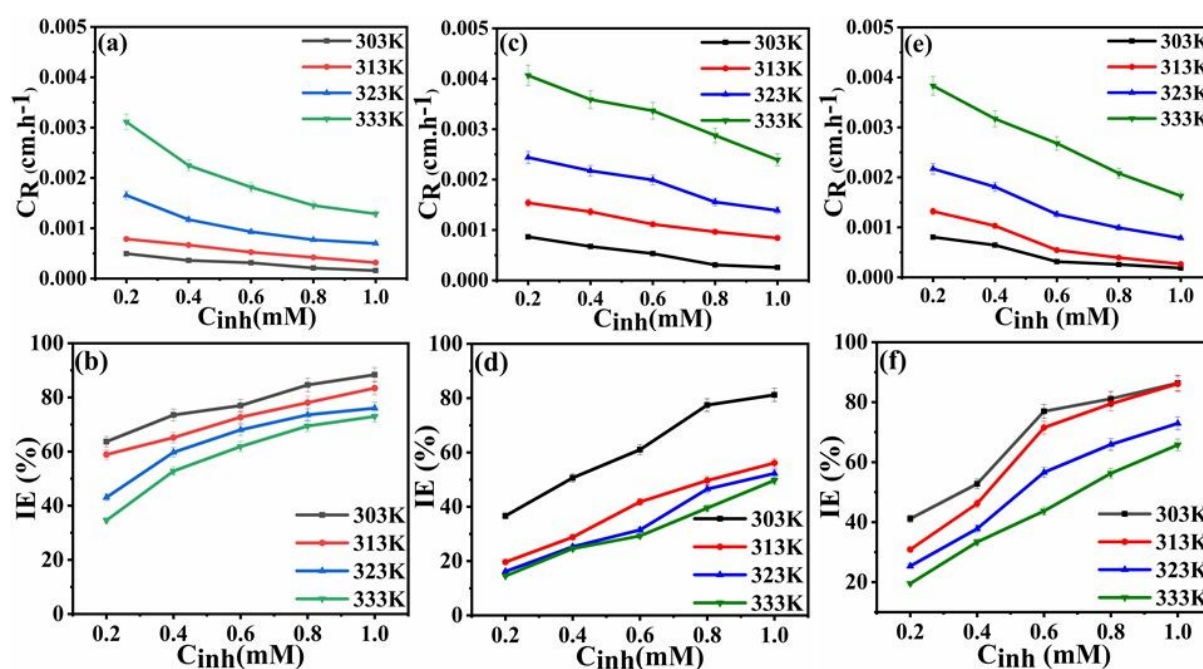 (a)
303K
313K
323K
333K
CR (cm.h-1)
0.005
0.004
0.003
0.002
0.001
0.000
0.2 0.4 0.6 0.8 1.0
Cinh(mM)
(c)
303K
313K
323K
333K
CR (cm.h-1)
0.005
0.004
0.003
0.002
0.001
0.000
0.2 0.4 0.6 0.8 1.0
Cinh(mM)
(e)
303K
313K
323K
333K
CR (cm.h-1)
0.005
0.004
0.003
0.002
0.001
0.000
0.2 0.4 0.6 0.8 1.0
Cinh (mM)
(b)
IE (%)
100
80
60
40
20
0
303K
313K
323K
333K
0.2 0.4 0.6 0.8 1.0
Cinh(mM)
(d)
IE (%)
100
80
60
40
20
0
303K
313K
323K
333K
0.2 0.4 0.6 0.8 1.0
Cinh(mM)
(f)
IE (%)
100
80
60
40
20
303K
313K
323K
333K
0.2 0.4 0.6 0.8 1.0
Cinh (mM)